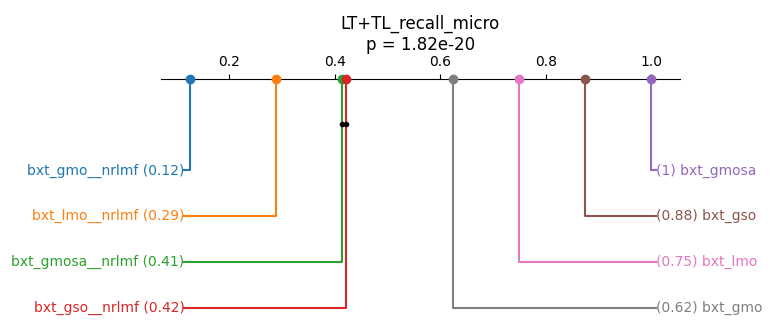 LT+TL_recall_micro
p = 1.82e-20
0.2 0.4 0.6 0.8 1.0
bxt_gmo__nrlmf (0.12) (1) bxt_gmosa
bxt_lmo__nrlmf (0.29) (0.88) bxt_gso
bxt_gmosa__nrlmf (0.41) (0.75) bxt_lmo
bxt_gso__nrlmf (0.42) (0.62) bxt_gmo